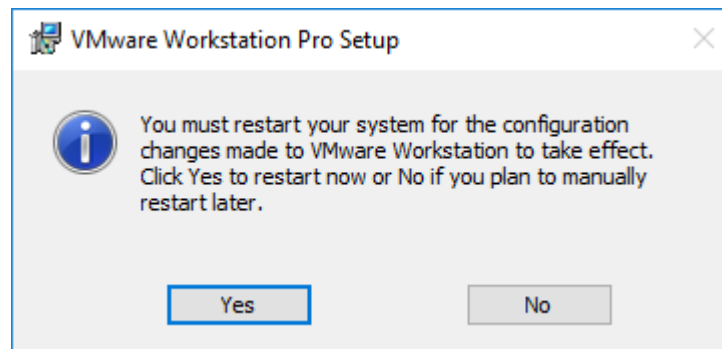 VMware Workstation Pro Setup
You must restart your system for the configuration
changes made to VMware Workstation to take effect.
Click Yes to restart now or No if you plan to manually
restart later.
Yes No